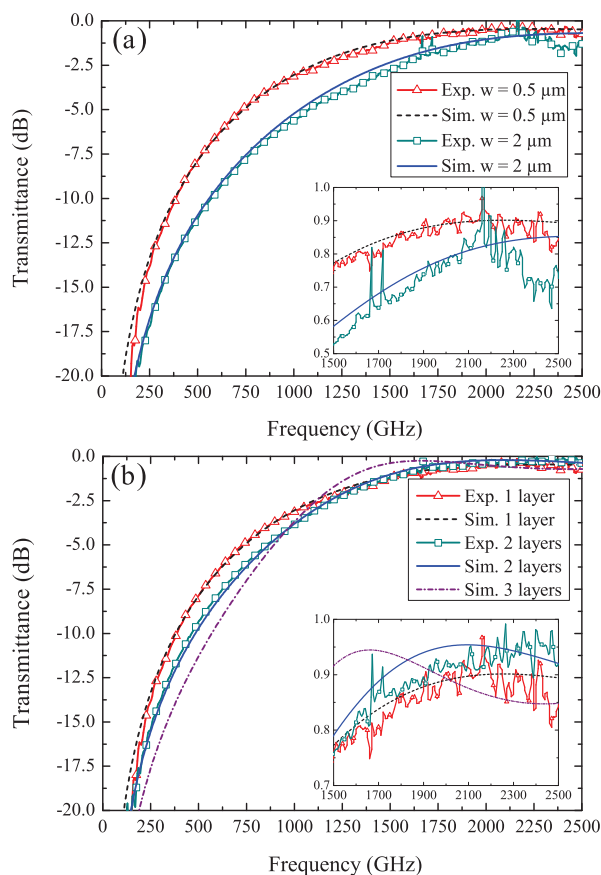 (a)
0.0
-2.5
-5.0
-7.5
-10.0
-12.5
-15.0
-17.5
-20.0
Transmittance (dB)
Exp. w = 0.5 µm
Sim. w = 0.5 µm
Exp. w = 2 µm
Sim. w = 2 µm
1.0
0.9
0.8
0.7
0.6
0.5
1500 1700 1900 2100 2300 2500
0 250 500 750 1000 1250 1500 1750 2000 2250 2500
Frequency (GHz)
(b)
0.0
-2.5
-5.0
-7.5
-10.0
-12.5
-15.0
-17.5
-20.0
Transmittance (dB)
Exp. 1 layer
Sim. 1 layer
Exp. 2 layers
Sim. 2 layers
Sim. 3 layers
1.0
0.9
0.8
0.7
1500 1700 1900 2100 2300 2500
0 250 500 750 1000 1250 1500 1750 2000 2250 2500
Frequency (GHz)